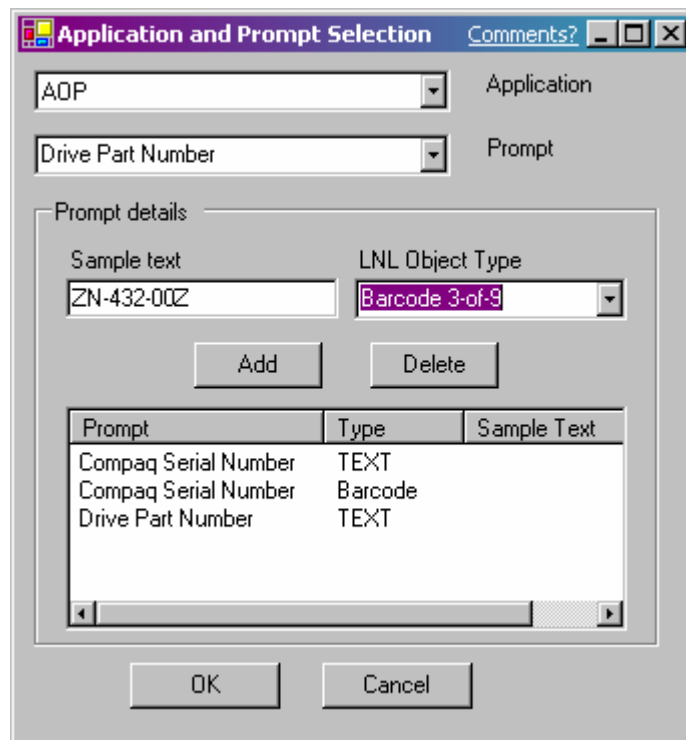 Application and Prompt Selection Comments?
AOP Application
Drive Part Number Prompt
Prompt details
Sample text LNL Object Type
ZN-432-00Z Barcode 3-of-9
Add Delete
Prompt Type Sample Text
Compaq Serial Number TEXT
Compaq Serial Number Barcode
Drive Part Number TEXT
OK Cancel